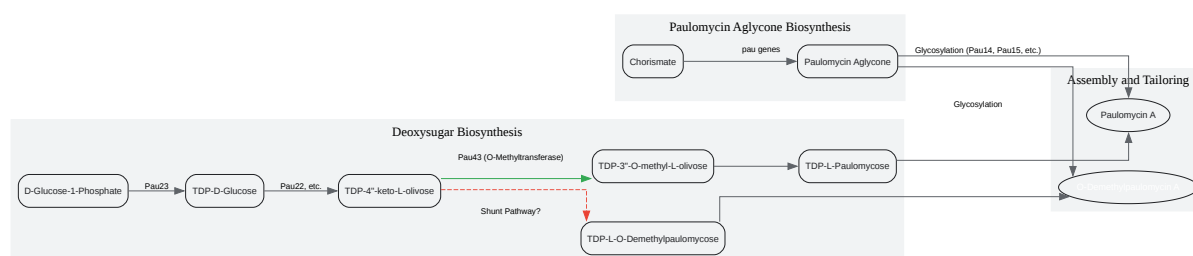 Paulomycin Aglycone Biosynthesis
Chorismate
pau genes
Paulomycin Aglycone
Glycosylation (Pau14, Pau15, etc.)
Glycosylation
Assembly and Tailoring
Paulomycin A
O-Demethylpaulomycin A
Deoxysugar Biosynthesis
D-Glucose-1-Phosphate
Pau23
TDP-D-Glucose
Pau22, etc.
TDP-4"-keto-L-olivose
Pau43 (O-Methyltransferase)
TDP-3"-O-methyl-L-olivose
TDP-L-Paulomycose
Shunt Pathway?
TDP-L-O-Demethylpaulomycose